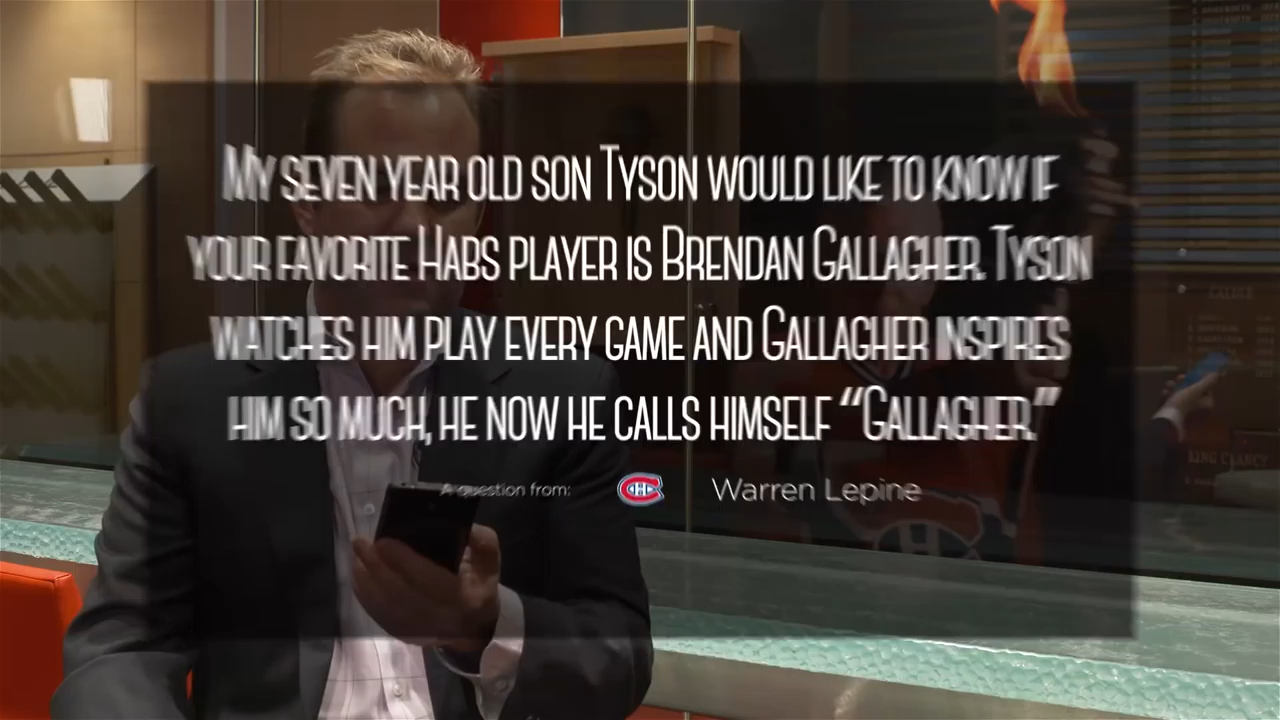 My seven year old son Tyson would like to know if
your favorite Habs player is Brendan Gallagher. Tyson
watches him play every game and Gallagher inspires
him so much, he now he calls himself “Gallagher.”
A question from: Warren Lepine
KING CLANCY